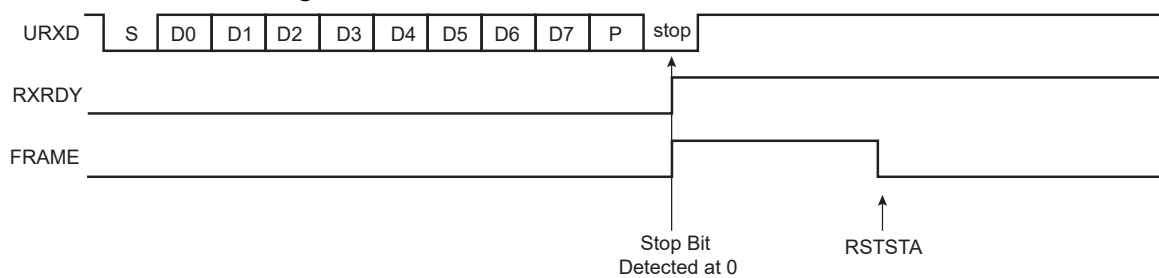 URXD S D0 D1 D2 D3 D4 D5 D6 D7 P stop
RXRDY
FRAME
Stop Bit
Detected at 0
RSTSTA